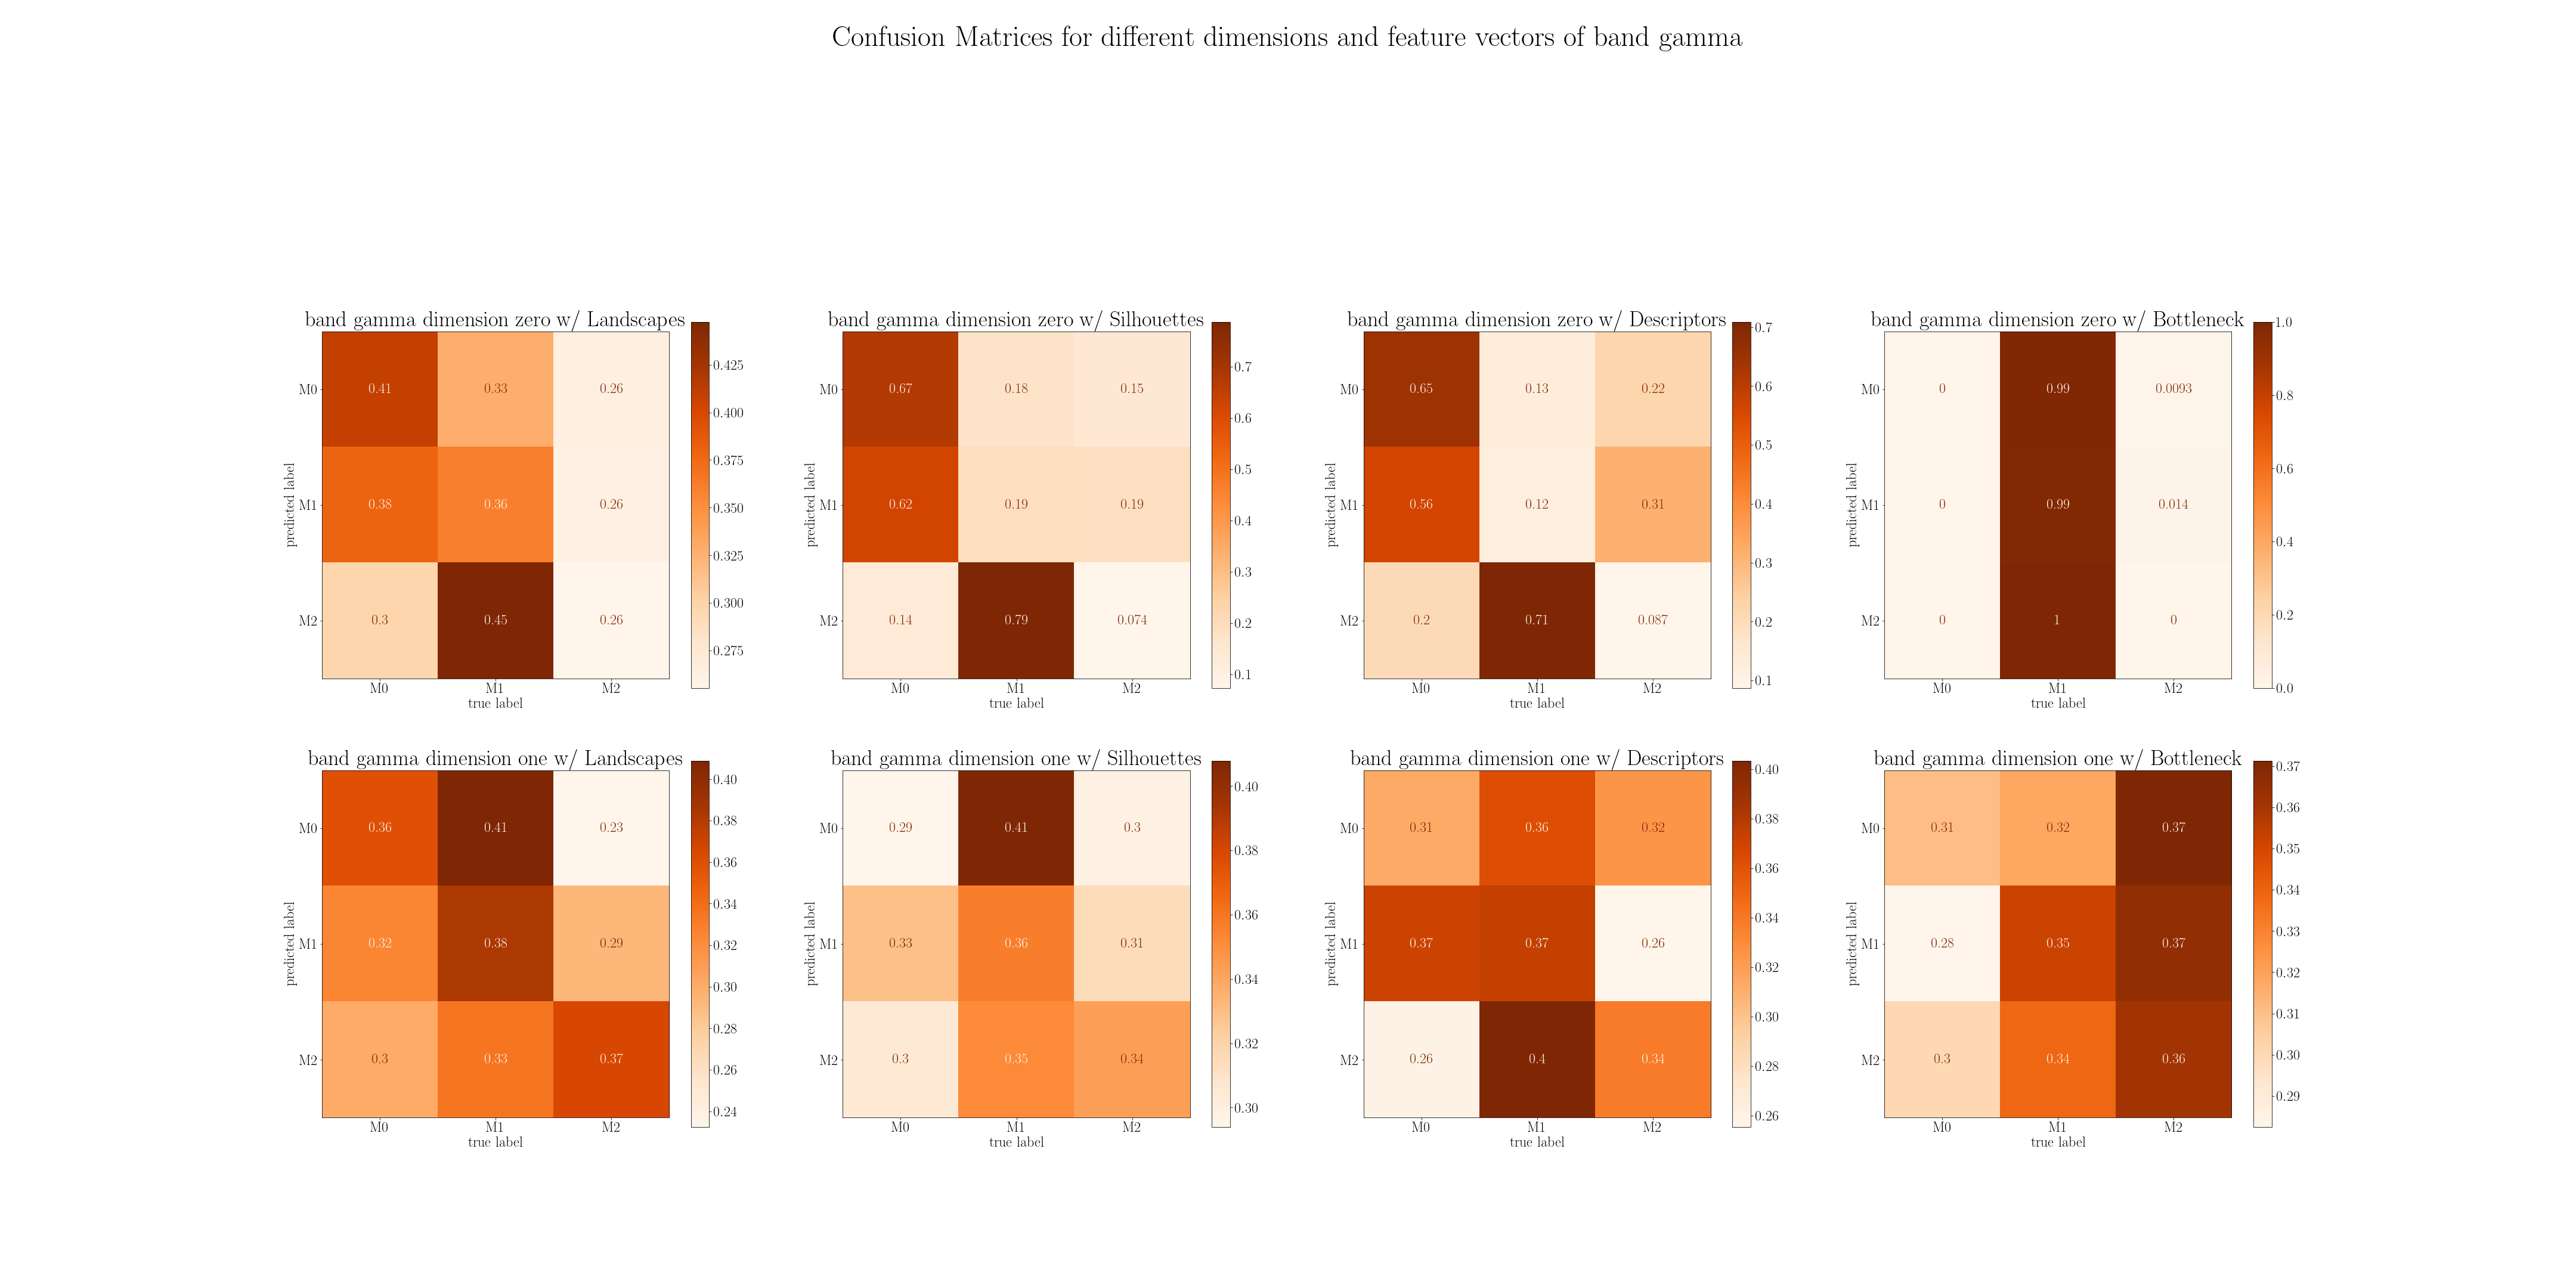 Confusion Matrices for different dimensions and feature vectors of band gamma
band gamma dimension zero w/ Landscapes
predicted label
M0 0.41 0.33 0.26
M1 0.38 0.36 0.26
M2 0.3 0.45 0.26
M0 M1 M2
true label
0.425
0.400
0.375
0.350
0.325
0.300
0.275
band gamma dimension zero w/ Silhouettes
predicted label
M0 0.67 0.18 0.15
M1 0.62 0.19 0.19
M2 0.14 0.79 0.074
M0 M1 M2
true label
0.7
0.6
0.5
0.4
0.3
0.2
0.1
band gamma dimension zero w/ Descriptors
predicted label
M0 0.65 0.13 0.22
M1 0.56 0.12 0.31
M2 0.2 0.71 0.087
M0 M1 M2
true label
0.7
0.6
0.5
0.4
0.3
0.2
0.1
band gamma dimension zero w/ Bottleneck
predicted label
M0 0 0.99 0.0093
M1 0 0.99 0.014
M2 0 1 0
M0 M1 M2
true label
1.0
0.8
0.6
0.4
0.2
0.0
band gamma dimension one w/ Landscapes
predicted label
M0 0.36 0.41 0.23
M1 0.32 0.38 0.29
M2 0.3 0.33 0.37
M0 M1 M2
true label
0.40
0.38
0.36
0.34
0.32
0.30
0.28
0.26
0.24
band gamma dimension one w/ Silhouettes
predicted label
M0 0.29 0.41 0.3
M1 0.33 0.36 0.31
M2 0.3 0.35 0.34
M0 M1 M2
true label
0.40
0.38
0.36
0.34
0.32
0.30
band gamma dimension one w/ Descriptors
predicted label
M0 0.31 0.36 0.32
M1 0.37 0.37 0.26
M2 0.26 0.4 0.34
M0 M1 M2
true label
0.40
0.38
0.36
0.34
0.32
0.30
0.28
0.26
band gamma dimension one w/ Bottleneck
predicted label
M0 0.31 0.32 0.37
M1 0.28 0.35 0.37
M2 0.3 0.34 0.36
M0 M1 M2
true label
0.37
0.36
0.35
0.34
0.33
0.32
0.31
0.30
0.29